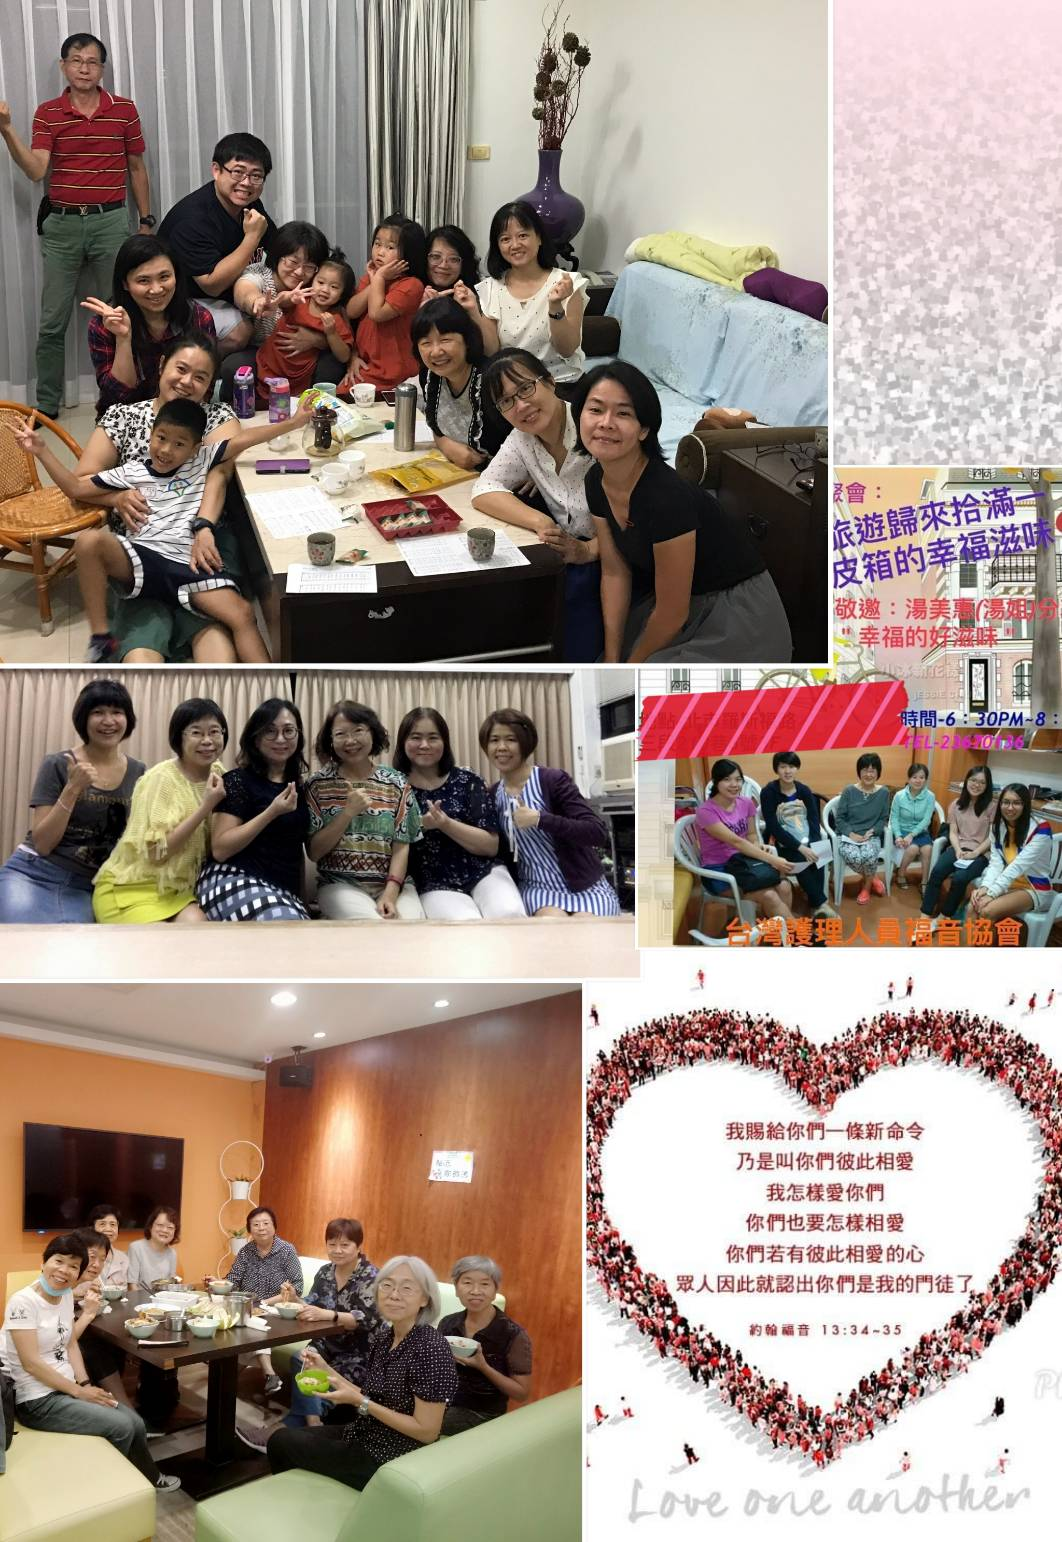 啜會：
旅遊歸來拾滿一
皮箱的幸福滋味
敬邀：湯美惠(湯姐)分
"幸福的好滋味"
時間-6：30PM~8：
TEL-23630136
台灣護理人員福音協會
我賜給你們一條新命令
乃是叫你們彼此相愛
我怎樣愛你們
你們也要怎樣相愛
你們若有彼此相愛的心
眾人因此就認出你們是我的門徒了
約翰福音 13:34~35
Love one another